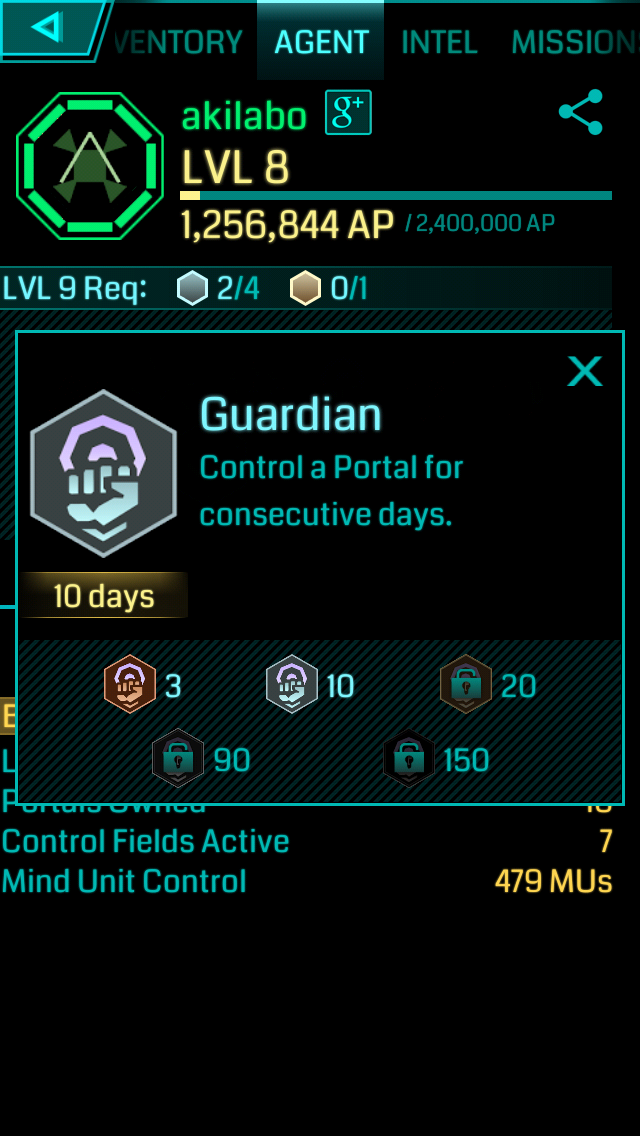 VENTORY AGENT INTEL MISSION
akilabo g+
LVL 8
1,256,844 AP / 2,400,000 AP
LVL 9 Req: 2/4 0/1
Guardian
Control a Portal for
consecutive days.
10 days
3 10 20
90 150
Portals Owned
Control Fields Active 7
Mind Unit Control 479 MUs